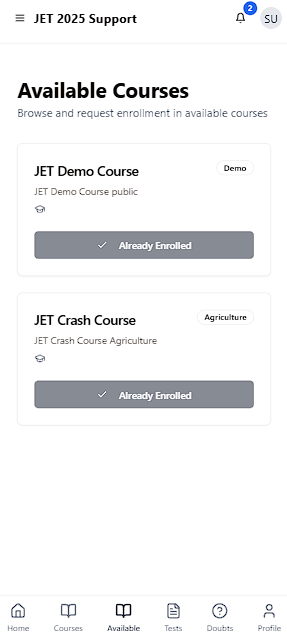 JET 2025 Support
2
SU
Available Courses
Browse and request enrollment in available courses
JET Demo Course
Demo
JET Demo Course public
Already Enrolled
JET Crash Course
Agriculture
JET Crash Course Agriculture
Already Enrolled
Home
Courses
Available
Tests
Doubts
Profile